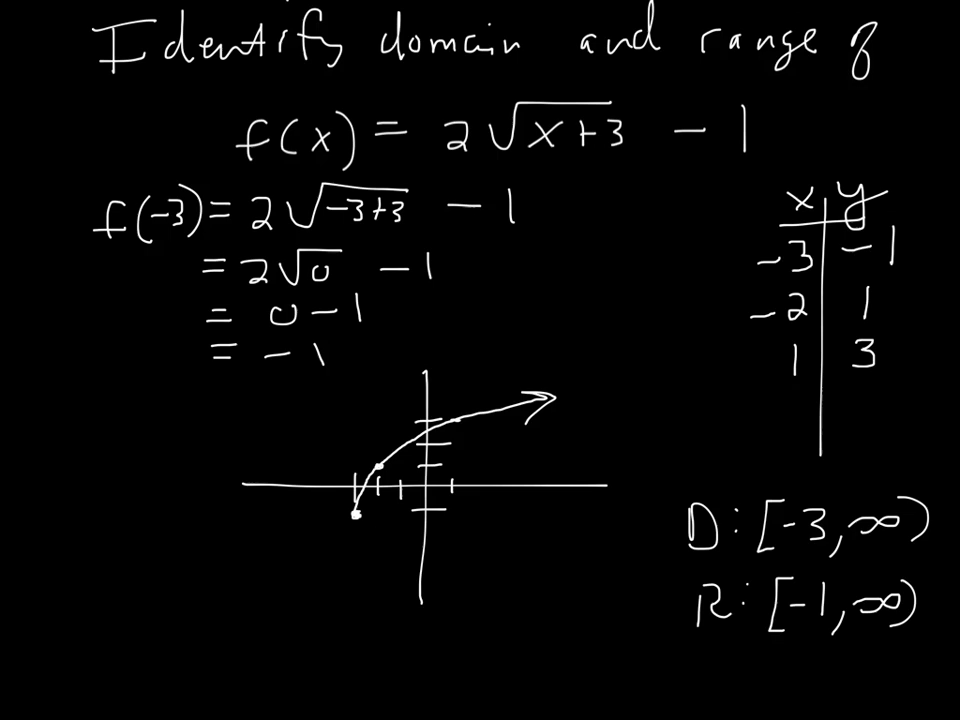 Identify domain and range of
f(x) = 2√(x+3) - 1
f(-3) = 2√(-3+3) - 1
= 2√0 - 1
= 0 - 1
= -1
x y
-3 -1
-2 1
1 3
D: [-3, ∞)
R: [-1, ∞)